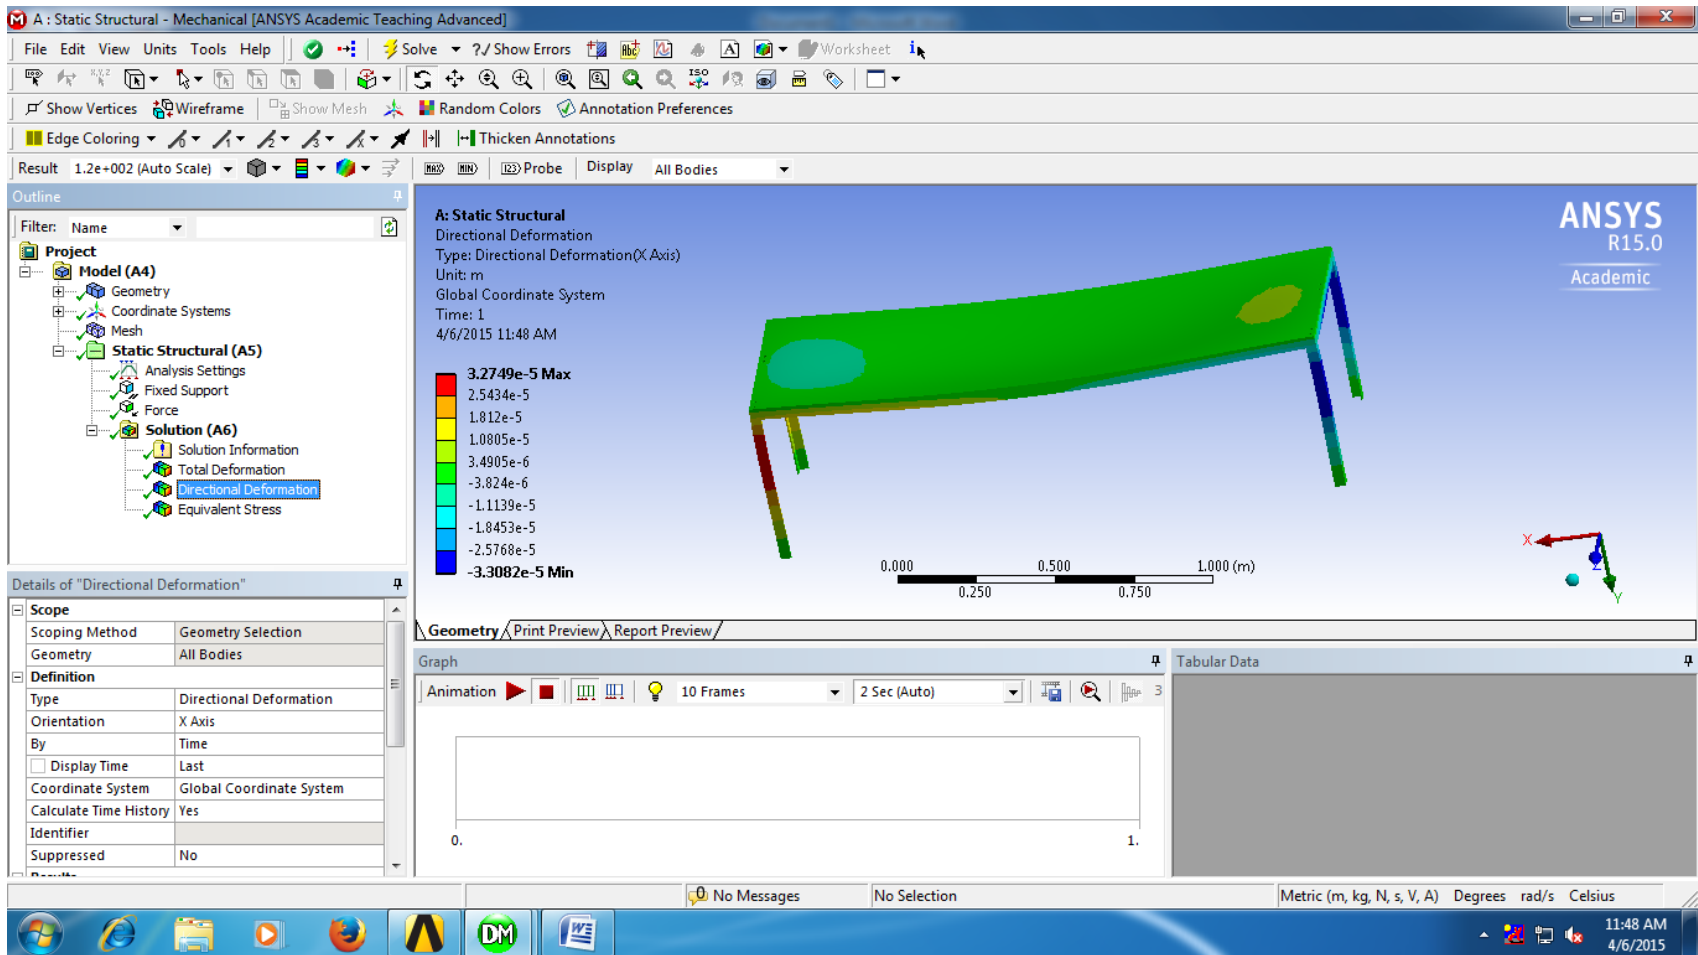 A : Static Structural - Mechanical [ANSYS Academic Teaching Advanced]
File Edit View Units Tools Help Solve ?/ Show Errors Worksheet
Show Vertices Wireframe Show Mesh Random Colors Annotation Preferences
Edge Coloring Thicken Annotations
Result 1.2e+002 (Auto Scale) MAX MIN Probe Display All Bodies
Outline
Filter: Name
Project
Model (A4)
Geometry
Coordinate Systems
Mesh
Static Structural (A5)
Analysis Settings
Fixed Support
Force
Solution (A6)
Solution Information
Total Deformation
Directional Deformation
Equivalent Stress
A: Static Structural
Directional Deformation
Type: Directional Deformation(X Axis)
Unit: m
Global Coordinate System
Time: 1
4/6/2015 11:48 AM
3.2749e-5 Max
2.5434e-5
1.812e-5
1.0805e-5
3.4905e-6
-3.824e-6
-1.1139e-5
-1.8453e-5
-2.5768e-5
-3.3082e-5 Min
ANSYS
R15.0
Academic
0.000 0.500 1.000 (m)
0.250 0.750
X
Z
Y
Geometry Print Preview Report Preview
Details of "Directional Deformation"
Scope
Scoping Method Geometry Selection
Geometry All Bodies
Definition
Type Directional Deformation
Orientation X Axis
By Time
Display Time Last
Coordinate System Global Coordinate System
Calculate Time History Yes
Identifier
Suppressed No
Graph
Animation 10 Frames 2 Sec (Auto) 3
0. 1.
Tabular Data
No Messages No Selection Metric (m, kg, N, s, V, A) Degrees rad/s Celsius
DM
11:48 AM
4/6/2015